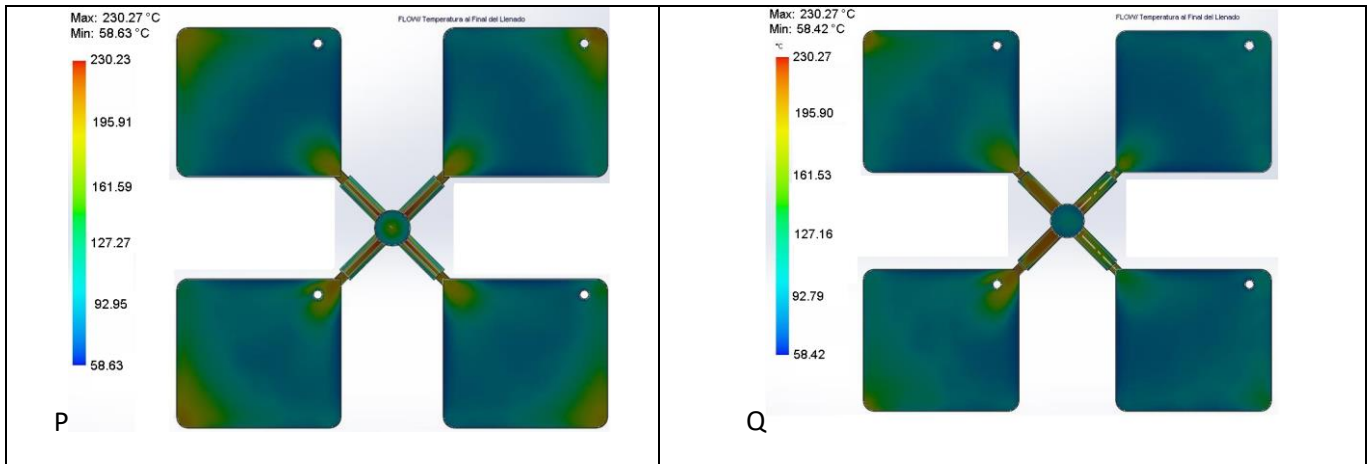 Max: 230.27 °C
Min: 58.63 °C
FLOW/ Temperatura al Final del Llenado
230.23
195.91
161.59
127.27
92.95
58.63
P
Max: 230.27 °C
Min: 58.42 °C
FLOW/ Temperatura al Final del Llenado
°C
230.27
195.90
161.53
127.16
92.79
58.42
Q